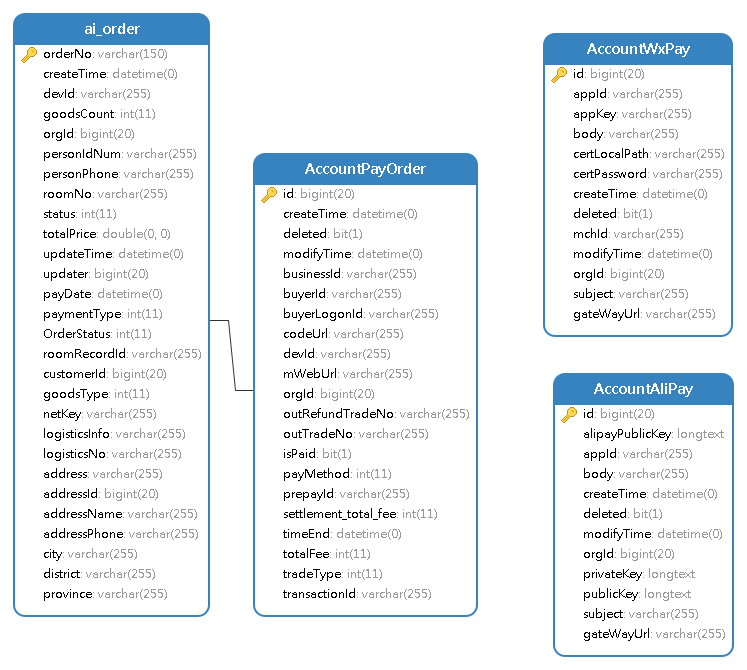 ai_order
orderNo: varchar(150)
createTime: datetime(0)
devId: varchar(255)
goodsCount: int(11)
orgId: bigint(20)
personIdNum: varchar(255)
personPhone: varchar(255)
roomNo: varchar(255)
status: int(11)
totalPrice: double(0, 0)
updateTime: datetime(0)
updater: bigint(20)
payDate: datetime(0)
paymentType: int(11)
OrderStatus: int(11)
roomRecordId: varchar(255)
customerId: bigint(20)
goodsType: int(11)
netKey: varchar(255)
logisticsInfo: varchar(255)
logisticsNo: varchar(255)
address: varchar(255)
addressId: bigint(20)
addressName: varchar(255)
addressPhone: varchar(255)
city: varchar(255)
district: varchar(255)
province: varchar(255)
AccountPayOrder
id: bigint(20)
createTime: datetime(0)
deleted: bit(1)
modifyTime: datetime(0)
businessId: varchar(255)
buyerId: varchar(255)
buyerLogonId: varchar(255)
codeUrl: varchar(255)
devId: varchar(255)
mWebUrl: varchar(255)
orgId: bigint(20)
outRefundTradeNo: varchar(255)
outTradeNo: varchar(255)
isPaid: bit(1)
payMethod: int(11)
prepayId: varchar(255)
settlement_total_fee: int(11)
timeEnd: datetime(0)
totalFee: int(11)
tradeType: int(11)
transactionId: varchar(255)
AccountWxPay
id: bigint(20)
appId: varchar(255)
appKey: varchar(255)
body: varchar(255)
certLocalPath: varchar(255)
certPassword: varchar(255)
createTime: datetime(0)
deleted: bit(1)
mchId: varchar(255)
modifyTime: datetime(0)
orgId: bigint(20)
subject: varchar(255)
gateWayUrl: varchar(255)
AccountAliPay
id: bigint(20)
alipayPublicKey: longtext
appId: varchar(255)
body: varchar(255)
createTime: datetime(0)
deleted: bit(1)
modifyTime: datetime(0)
orgId: bigint(20)
privateKey: longtext
publicKey: longtext
subject: varchar(255)
gateWayUrl: varchar(255)